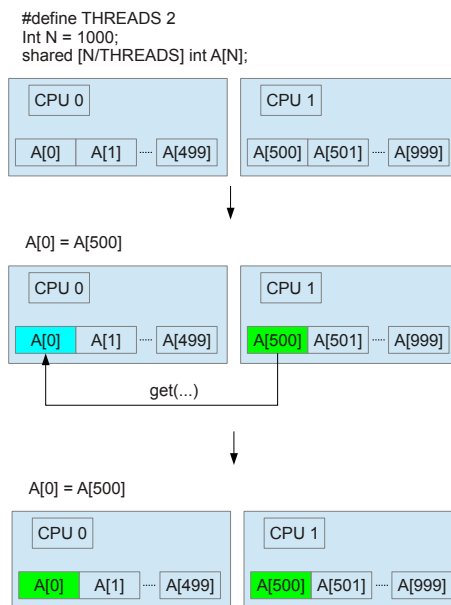 #define THREADS 2
Int N = 1000;
shared [N/THREADS] int A[N];
CPU 0 CPU 1
A[0] A[1] ····· A[499] A[500] A[501] ····· A[999]
A[0] = A[500]
CPU 0 CPU 1
A[0] A[1] ····· A[499] A[500] A[501] ····· A[999]
get(...)
A[0] = A[500]
CPU 0 CPU 1
A[0] A[1] ····· A[499] A[500] A[501] ····· A[999]